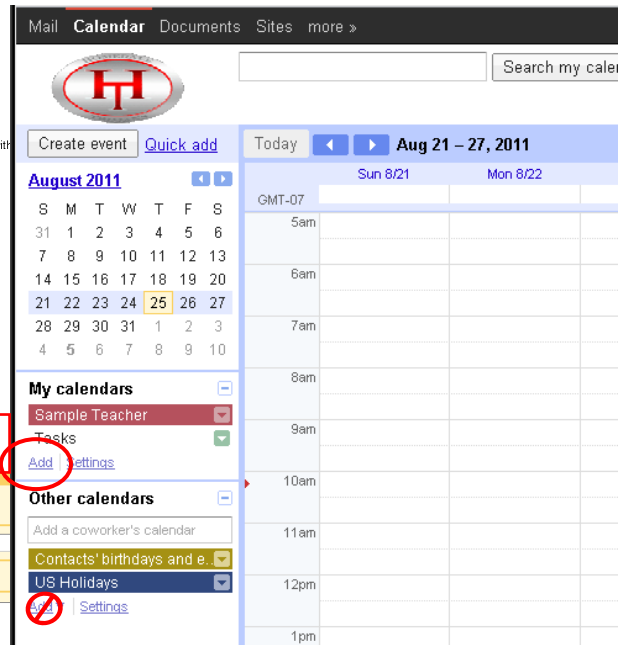 Mail Calendar Documents Sites more »
HT
Search my caler
ith
Create event Quick add
Today Aug 21 – 27, 2011
August 2011
Sun 8/21 Mon 8/22
GMT-07
S M T W T F S
31 1 2 3 4 5 6
7 8 9 10 11 12 13
14 15 16 17 18 19 20
21 22 23 24 25 26 27
28 29 30 31 1 2 3
4 5 6 7 8 9 10
5am
6am
7am
8am
9am
10am
11am
12pm
1pm
My calendars
Sample Teacher
Tasks
Add Settings
Other calendars
Add a coworker's calendar
Contacts' birthdays and e...
US Holidays
Add Settings